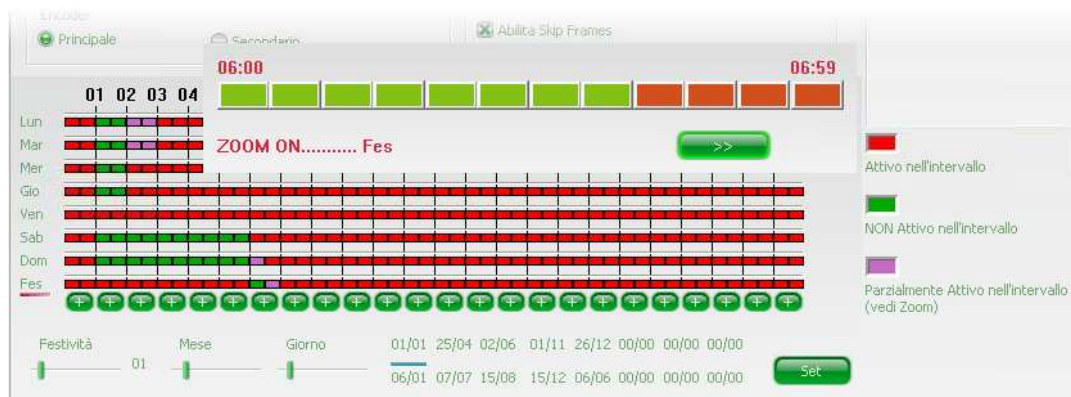 Encoder
Principale
Secondario
Abilita Skip Frames
06:00 06:59
01 02 03 04
ZOOM ON........... Fes
>>
Lun
Mar
Mer
Gio
Ven
Sab
Dom
Fes
+ + + + + + + + + + + + + + + + + + + + + + + +
Attivo nell'intervallo
NON Attivo nell'intervallo
Parzialmente Attivo nell'intervallo
(vedi Zoom)
Festività 01 Mese Giorno
01/01 25/04 02/06 01/11 26/12 00/00 00/00 00/00
06/01 07/07 15/08 15/12 06/06 00/00 00/00 00/00
Set